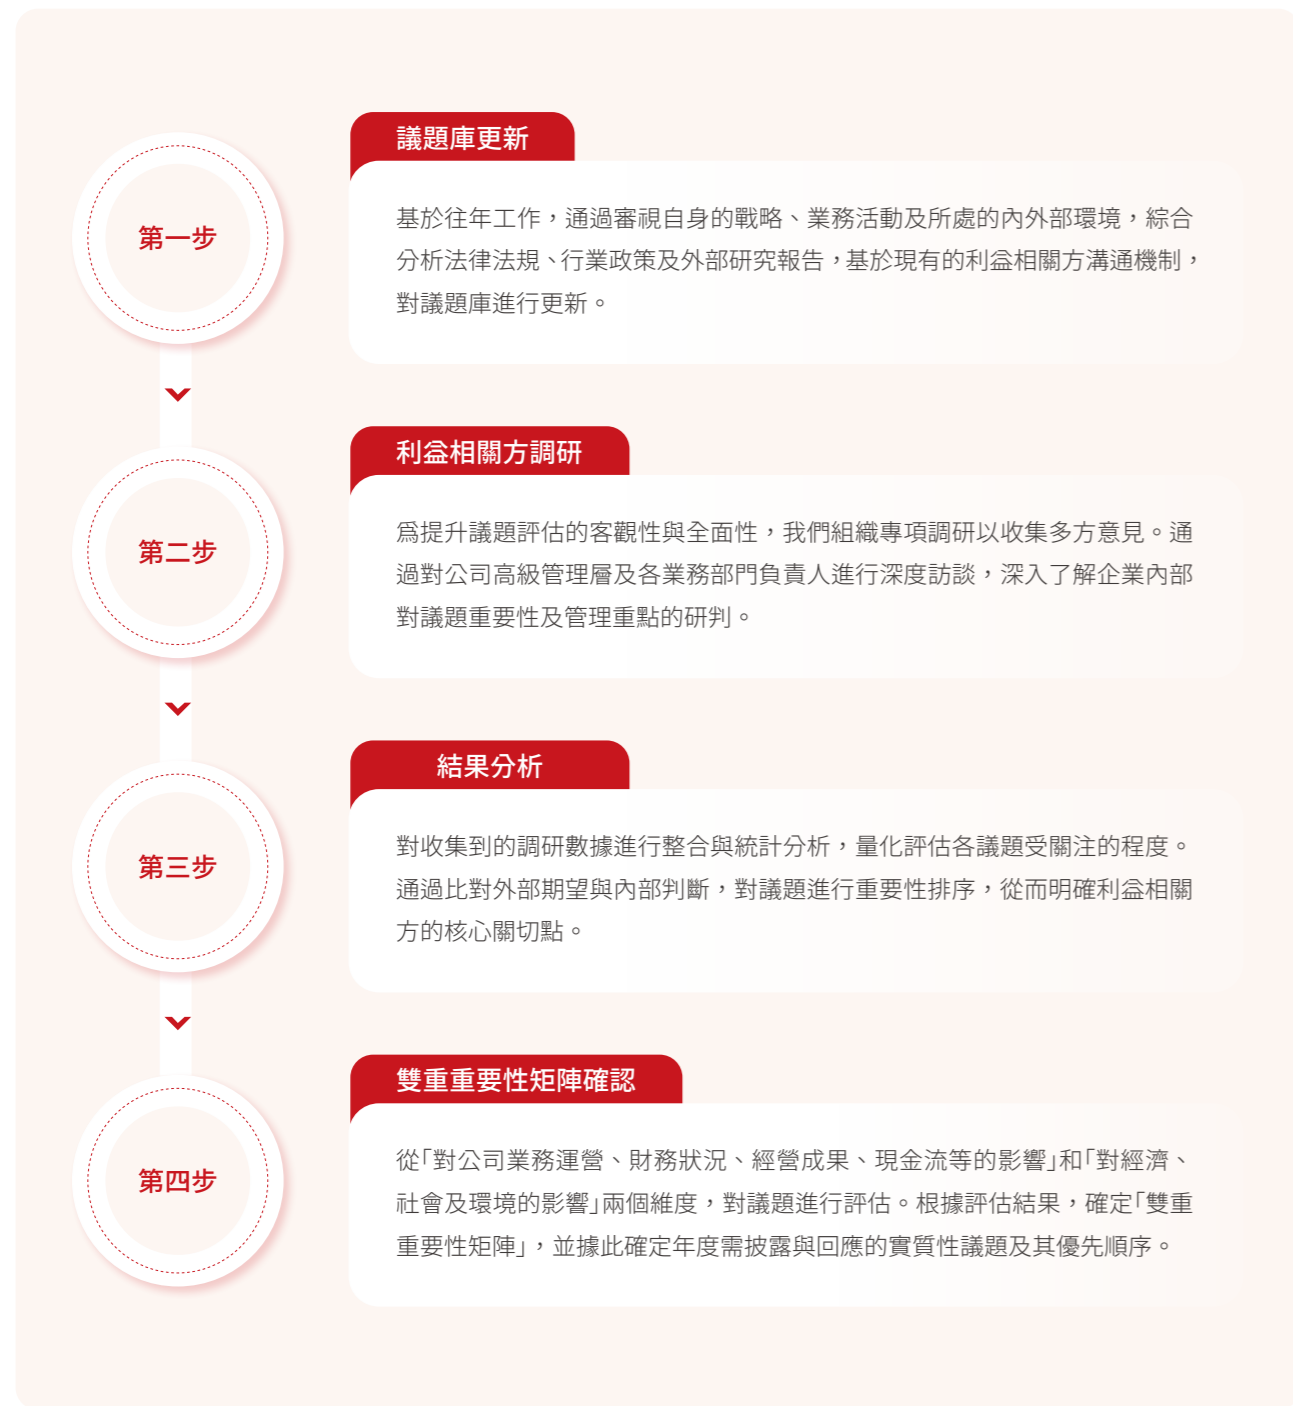 議題庫更新
第一步
基於往年工作，通過審視自身的戰略、業務活動及所處的內外部環境，綜合
分析法律法規、行業政策及外部研究報告，基於現有的利益相關方溝通機制，
對議題庫進行更新。
利益相關方調研
第二步
爲提升議題評估的客觀性與全面性，我們組織專項調研以收集多方意見。通
過對公司高級管理層及各業務部門負責人進行深度訪談，深入了解企業內部
對議題重要性及管理重點的研判。
結果分析
第三步
對收集到的調研數據進行整合與統計分析，量化評估各議題受關注的程度。
通過比對外部期望與內部判斷，對議題進行重要性排序，從而明確利益相關
方的核心關切點。
雙重重要性矩陣確認
第四步
從「對公司業務運營、財務狀況、經營成果、現金流等的影響」和「對經濟、
社會及環境的影響」兩個維度，對議題進行評估。根據評估結果，確定「雙重
重要性矩陣」，並據此確定年度需披露與回應的實質性議題及其優先順序。